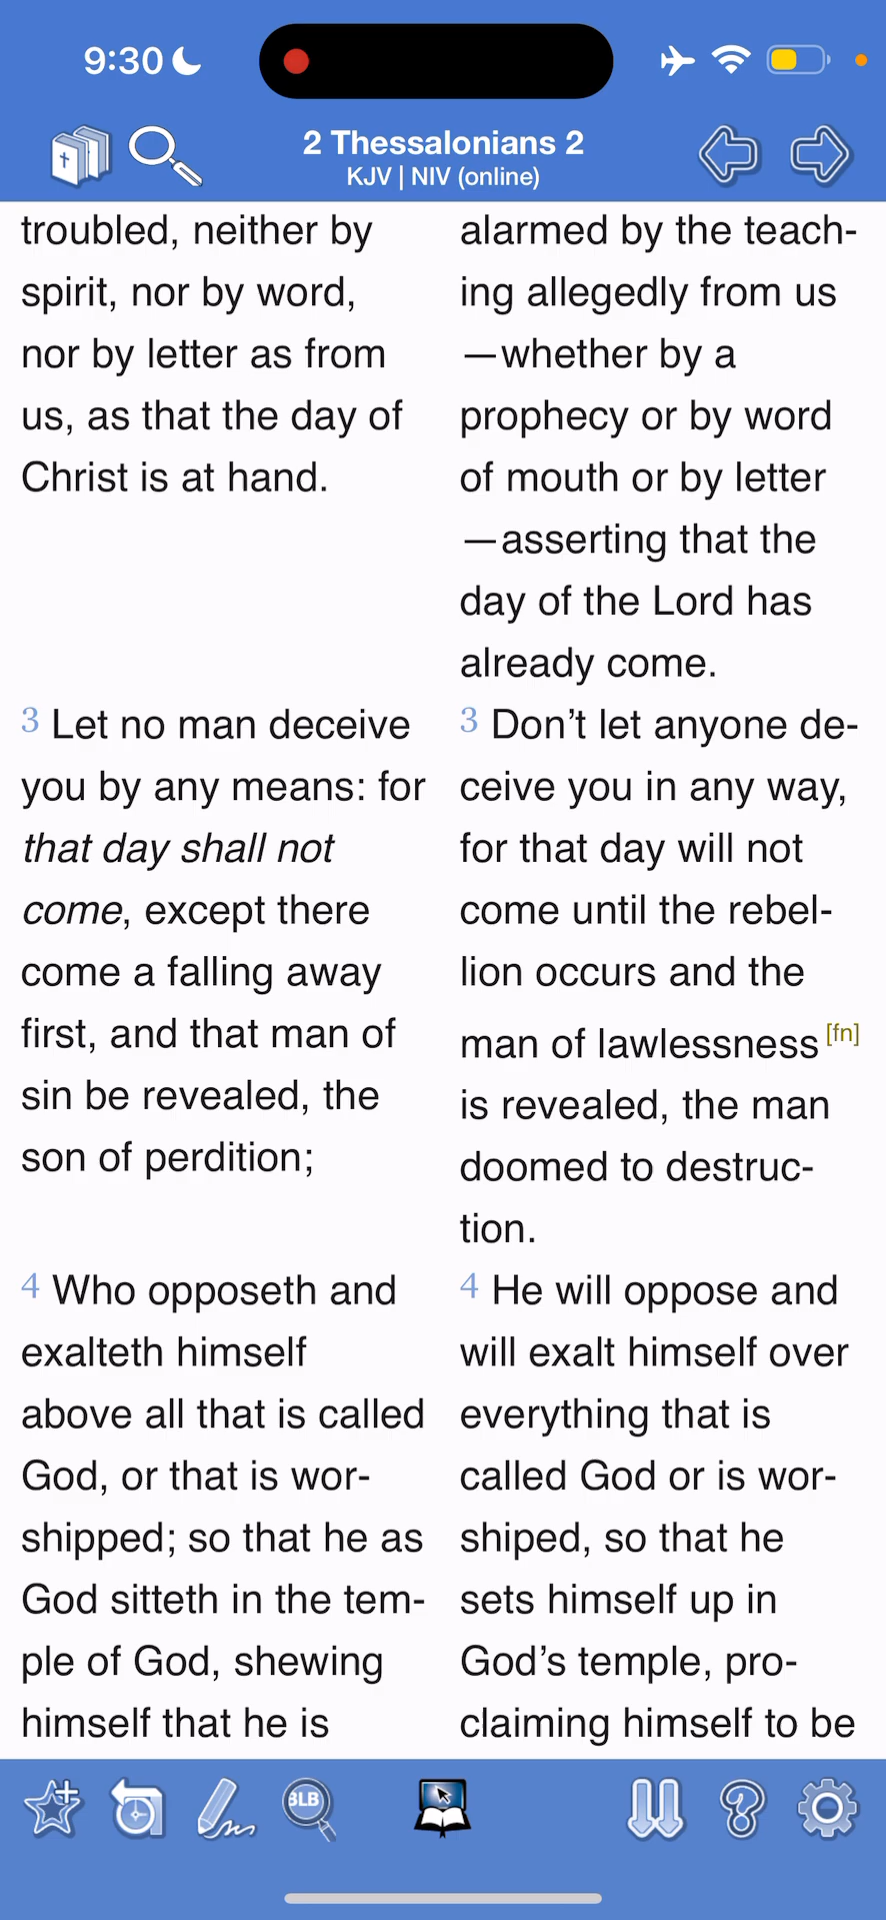 9:30
2 Thessalonians 2
KJV | NIV (online)
troubled, neither by
spirit, nor by word,
nor by letter as from
us, as that the day of
Christ is at hand.
3 Let no man deceive
you by any means: for
that day shall not
come, except there
come a falling away
first, and that man of
sin be revealed, the
son of perdition;
4 Who opposeth and
exalteth himself
above all that is called
God, or that is wor-
shipped; so that he as
God sitteth in the tem-
ple of God, shewing
himself that he is
alarmed by the teach-
ing allegedly from us
—whether by a
prophecy or by word
of mouth or by letter
—asserting that the
day of the Lord has
already come.
3 Don’t let anyone de-
ceive you in any way,
for that day will not
come until the rebel-
lion occurs and the
man of lawlessness [fn]
is revealed, the man
doomed to destruc-
tion.
4 He will oppose and
will exalt himself over
everything that is
called God or is wor-
shiped, so that he
sets himself up in
God’s temple, pro-
claiming himself to be
BLB